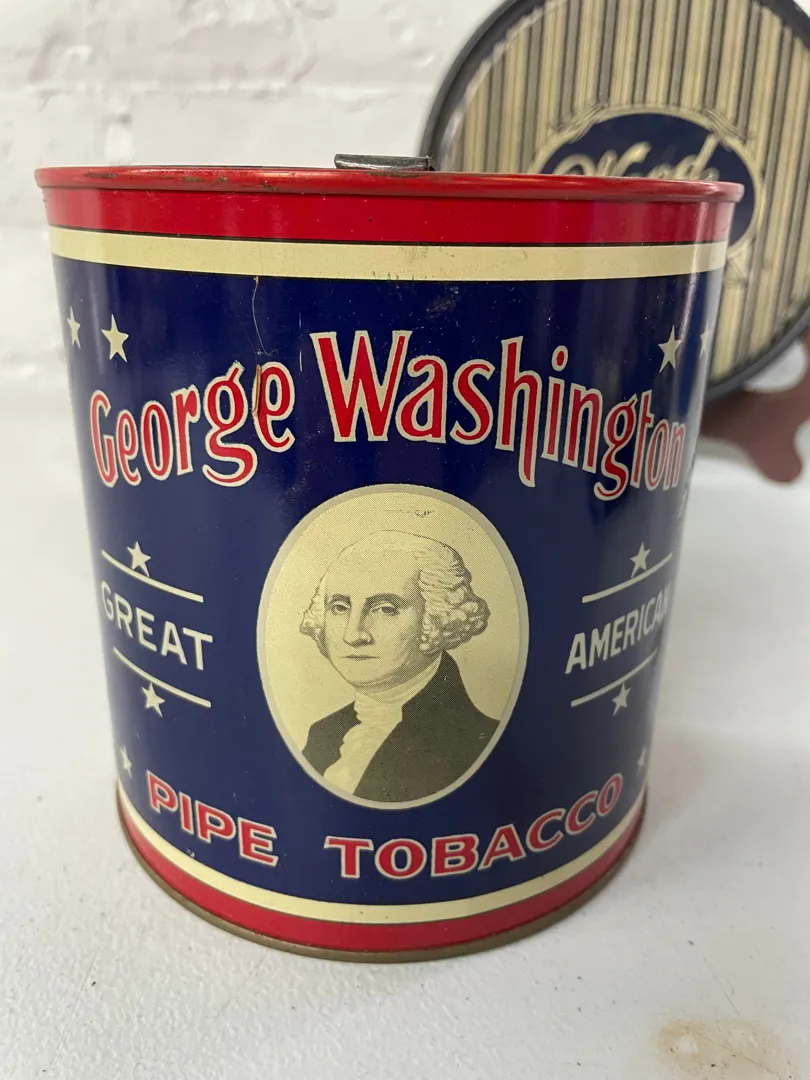 George Washington
GREAT
AMERICAN
PIPE TOBACCO